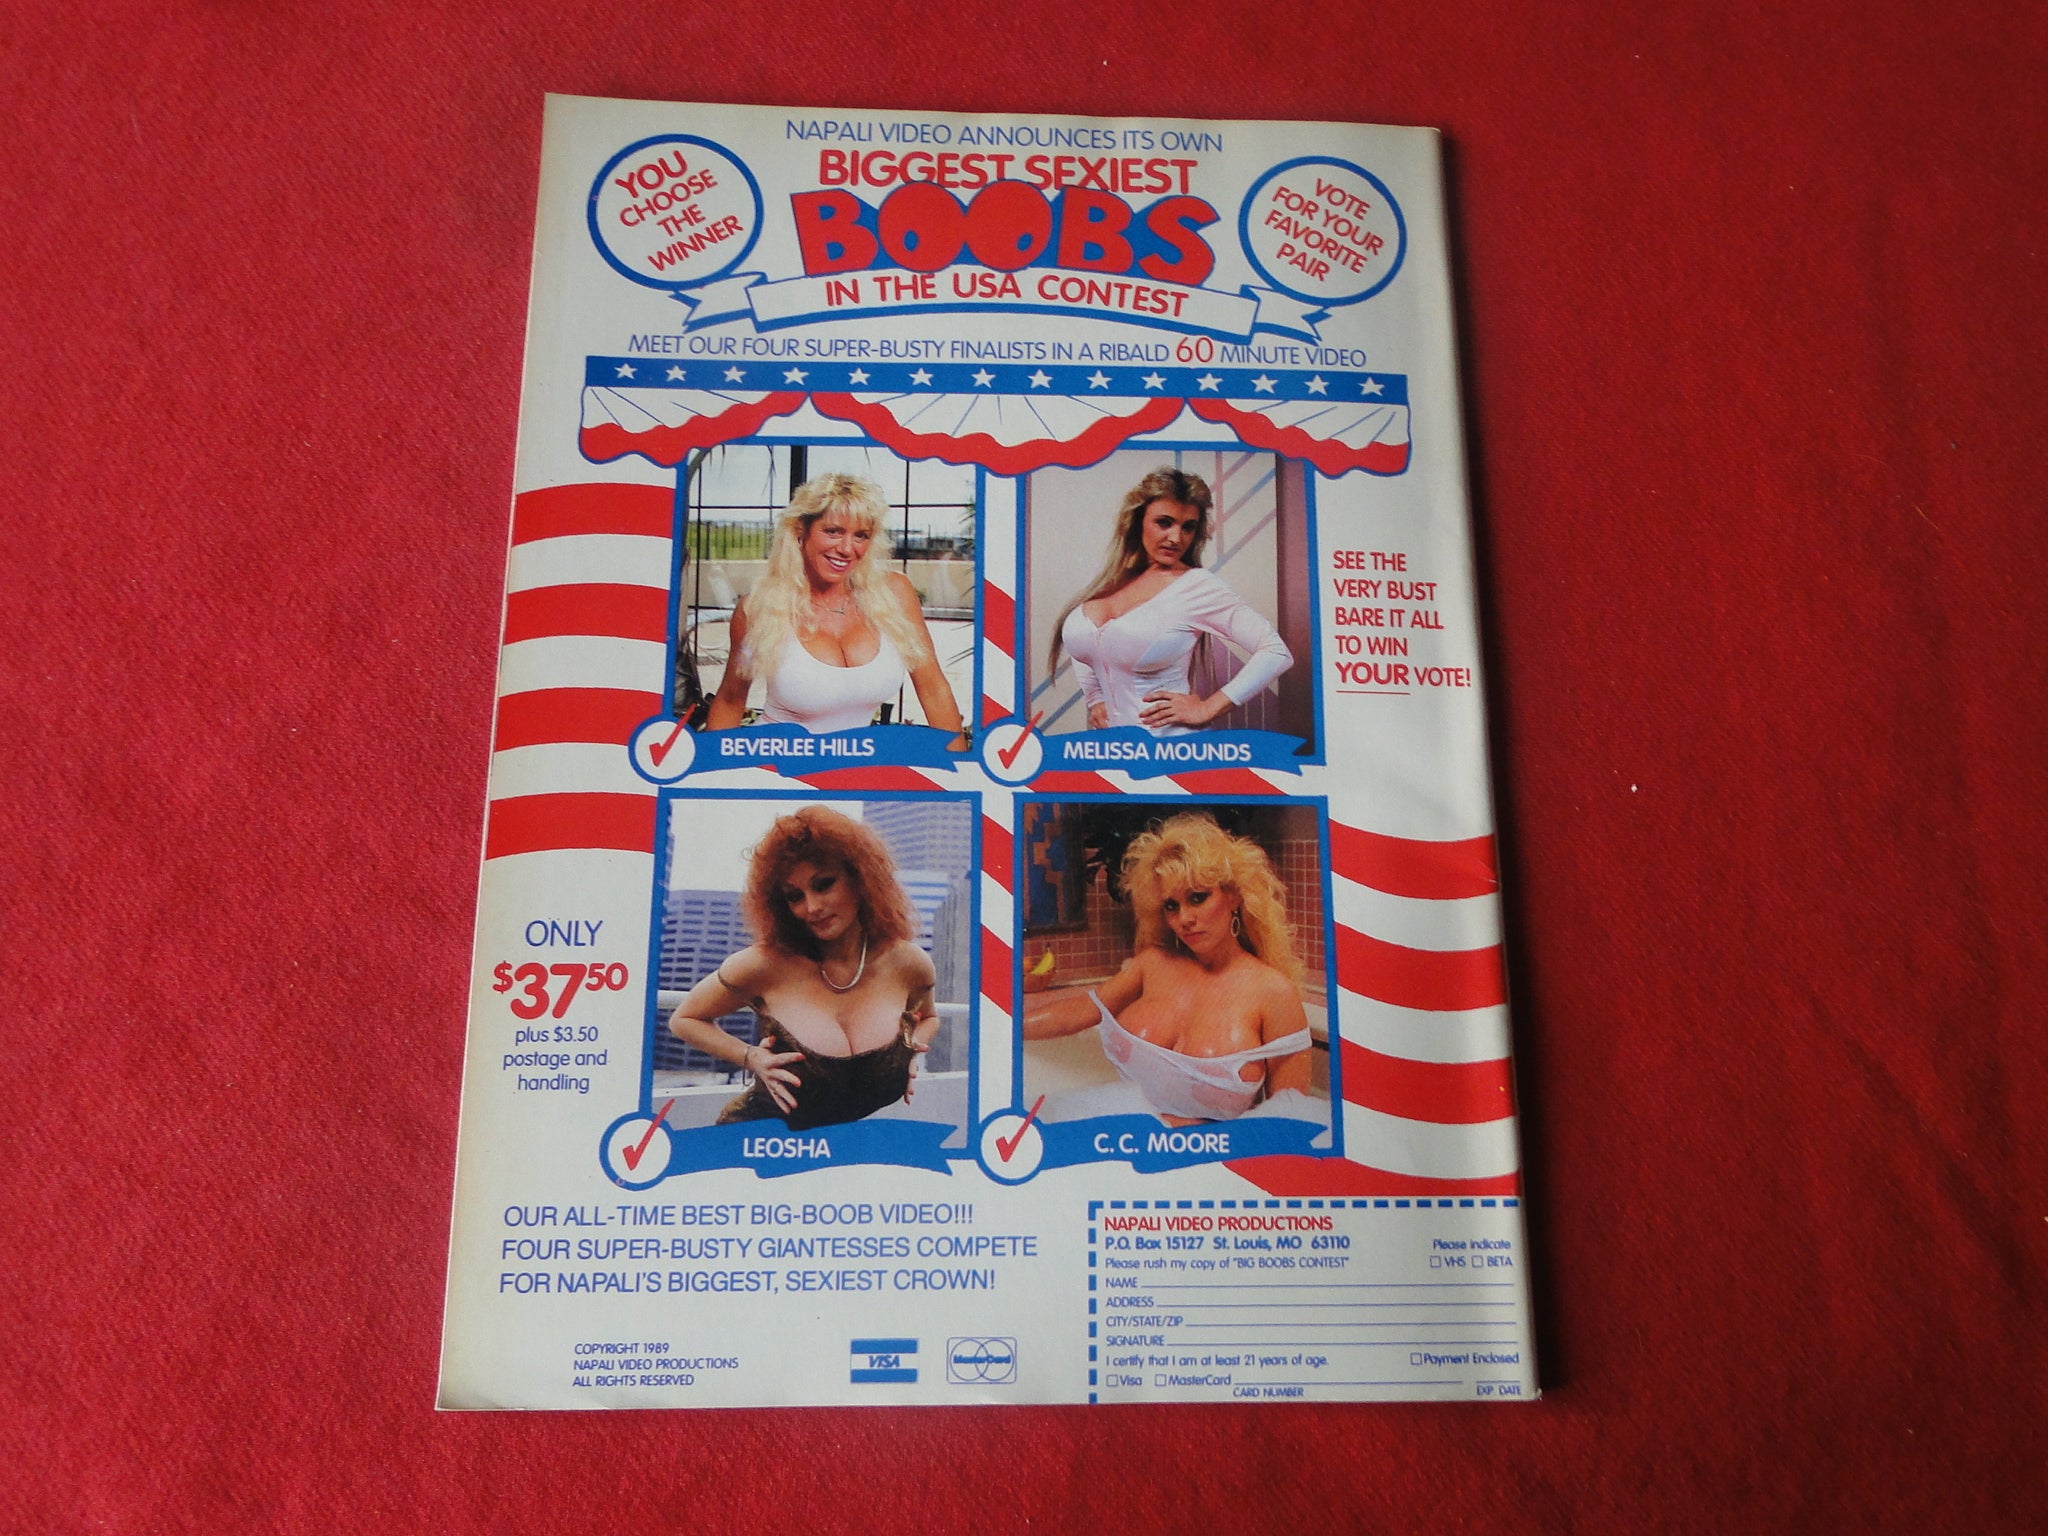 NAPALI VIDEO ANNOUNCES ITS OWN
BIGGEST SEXIEST
BOOBS
IN THE USA CONTEST
YOU
CHOOSE
THE
WINNER
VOTE
FOR YOUR
FAVORITE
PAIR
MEET OUR FOUR SUPER-BUSTY FINALISTS IN A RIBALD 60 MINUTE VIDEO
SEE THE
VERY BUST
BARE IT ALL
TO WIN
YOUR VOTE!
BEVERLEE HILLS
MELISSA MOUNDS
ONLY
$37.50
plus $3.50
postage and
handling
LEOSHA
C. C. MOORE
OUR ALL-TIME BEST BIG-BOOB VIDEO!!!
FOUR SUPER-BUSTY GIANTESSES COMPETE
FOR NAPALI'S BIGGEST, SEXIEST CROWN!
COPYRIGHT 1989
NAPALI VIDEO PRODUCTIONS
ALL RIGHTS RESERVED
VISA
MasterCard
NAPALI VIDEO PRODUCTIONS
P.O. Box 15127 St. Louis, MO 63110
Please indicate
Please rush my copy of "BIG BOOBS CONTEST"
VHS BETA
NAME
ADDRESS
CITY/STATE/ZIP
SIGNATURE
I certify that I am at least 21 years of age.
Payment Enclosed
Visa MasterCard
CARD NUMBER
EXP. DATE